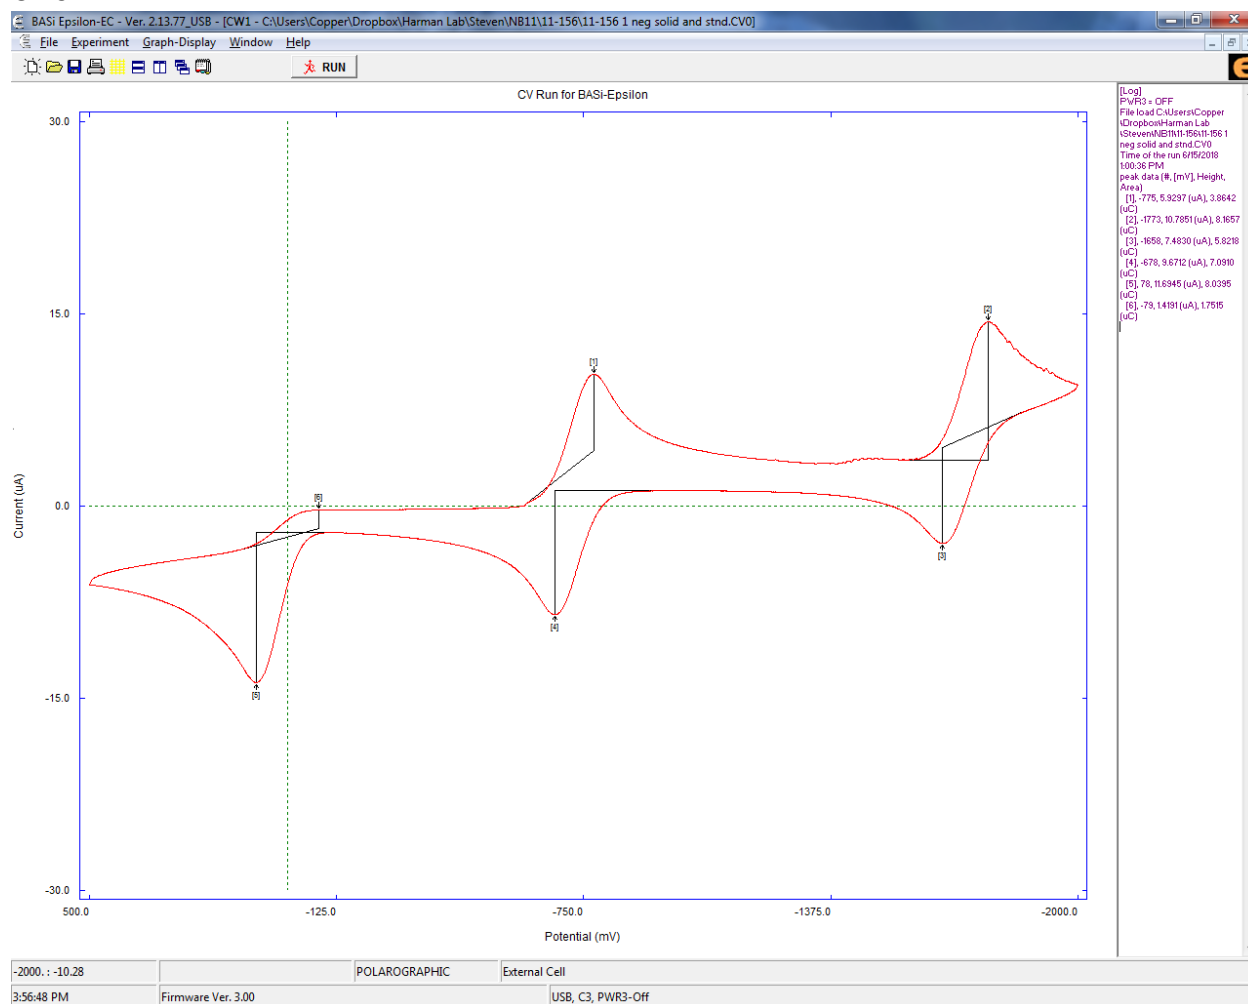 BASi Epsilon-EC - Ver. 2.13.77_USB - [CW1 - C:\Users\Copper\Dropbox\Harman Lab\Steven\NB11\11-156\11-156 1 neg solid and stnd.CV0]
File Experiment Graph-Display Window Help
RUN
CV Run for BASi-Epsilon
30.0
15.0
0.0
-15.0
-30.0
Current (uA)
[1]
[2]
[3]
[4]
[5]
[6]
500.0 -125.0 -750.0 -1375.0 -2000.0
Potential (mV)
[Log]
PWR3 = OFF
File load C:\Users\Copper
\Dropbox\Harman Lab
\Steven\NB11\11-156\11-156 1
neg solid and stnd.CV0
Time of the run 6/15/2018
1:00:36 PM
peak data (#, [mV], Height,
Area)
[1], -775, 5.9297 (uA), 3.8642
(uC)
[2], -1773, 10.7851 (uA), 8.1657
(uC)
[3], -1658, 7.4830 (uA), 5.8218
(uC)
[4], -678, 9.6712 (uA), 7.0910
(uC)
[5], 78, 11.6945 (uA), 8.0395
(uC)
[6], -79, 1.4191 (uA), 1.7515
(uC)
-2000. : -10.28 POLAROGRAPHIC External Cell
3:56:48 PM Firmware Ver. 3.00 USB, C3, PWR3-Off